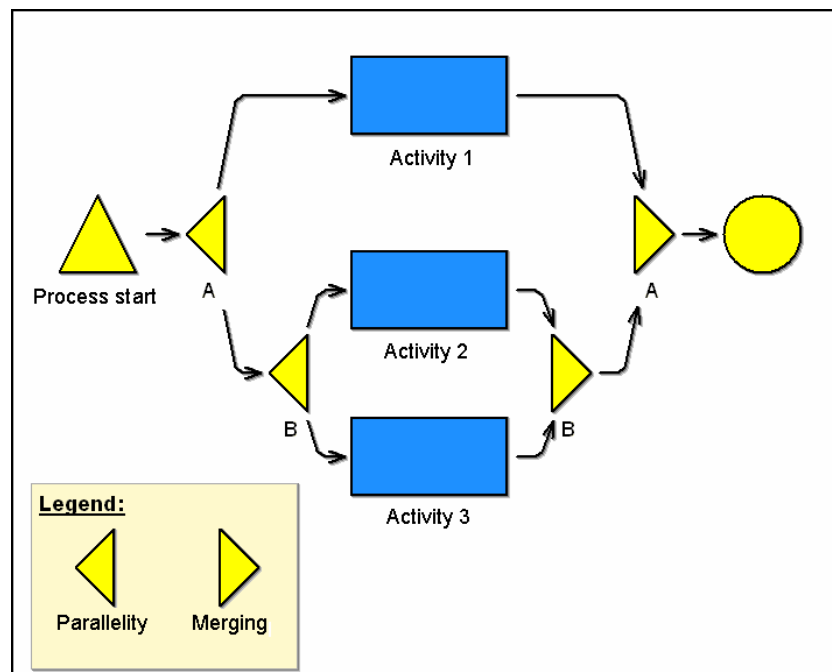 Activity 1
Process start
A
A
Activity 2
B
B
Activity 3
Legend:
Parallelity
Merging